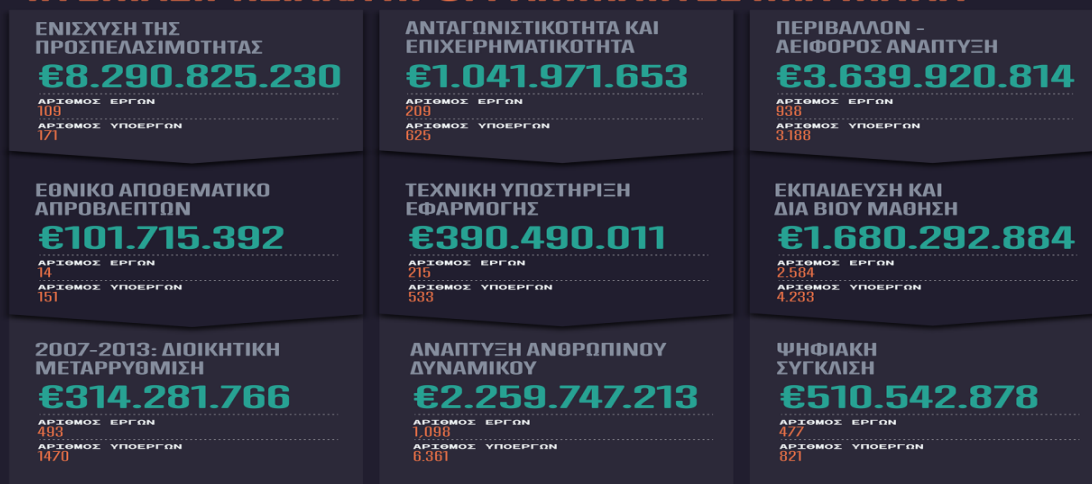 ΕΝΙΣΧΥΣΗ ΤΗΣ
ΠΡΟΣΠΕΛΑΣΙΜΟΤΗΤΑΣ
€8.290.825.230
ΑΡΙΘΜΟΣ ΕΡΓΩΝ
109
ΑΡΙΘΜΟΣ ΥΠΟΕΡΓΩΝ
171
ΑΝΤΑΓΩΝΙΣΤΙΚΟΤΗΤΑ ΚΑΙ
ΕΠΙΧΕΙΡΗΜΑΤΙΚΟΤΗΤΑ
€1.041.971.653
ΑΡΙΘΜΟΣ ΕΡΓΩΝ
209
ΑΡΙΘΜΟΣ ΥΠΟΕΡΓΩΝ
625
ΠΕΡΙΒΑΛΛΟΝ -
ΑΕΙΦΟΡΟΣ ΑΝΑΠΤΥΞΗ
€3.639.920.814
ΑΡΙΘΜΟΣ ΕΡΓΩΝ
938
ΑΡΙΘΜΟΣ ΥΠΟΕΡΓΩΝ
3.188
ΕΘΝΙΚΟ ΑΠΟΘΕΜΑΤΙΚΟ
ΑΠΡΟΒΛΕΠΤΩΝ
€101.715.392
ΑΡΙΘΜΟΣ ΕΡΓΩΝ
14
ΑΡΙΘΜΟΣ ΥΠΟΕΡΓΩΝ
151
ΤΕΧΝΙΚΗ ΥΠΟΣΤΗΡΙΞΗ
ΕΦΑΡΜΟΓΗΣ
€390.490.011
ΑΡΙΘΜΟΣ ΕΡΓΩΝ
215
ΑΡΙΘΜΟΣ ΥΠΟΕΡΓΩΝ
533
ΕΚΠΑΙΔΕΥΣΗ ΚΑΙ
ΔΙΑ ΒΙΟΥ ΜΑΘΗΣΗ
€1.680.292.884
ΑΡΙΘΜΟΣ ΕΡΓΩΝ
2.584
ΑΡΙΘΜΟΣ ΥΠΟΕΡΓΩΝ
4.233
2007-2013: ΔΙΟΙΚΗΤΙΚΗ
ΜΕΤΑΡΡΥΘΜΙΣΗ
€314.281.766
ΑΡΙΘΜΟΣ ΕΡΓΩΝ
493
ΑΡΙΘΜΟΣ ΥΠΟΕΡΓΩΝ
1470
ΑΝΑΠΤΥΞΗ ΑΝΘΡΩΠΙΝΟΥ
ΔΥΝΑΜΙΚΟΥ
€2.259.747.213
ΑΡΙΘΜΟΣ ΕΡΓΩΝ
1,098
ΑΡΙΘΜΟΣ ΥΠΟΕΡΓΩΝ
6.361
ΨΗΦΙΑΚΗ
ΣΥΓΚΛΙΣΗ
€510.542.878
ΑΡΙΘΜΟΣ ΕΡΓΩΝ
477
ΑΡΙΘΜΟΣ ΥΠΟΕΡΓΩΝ
821